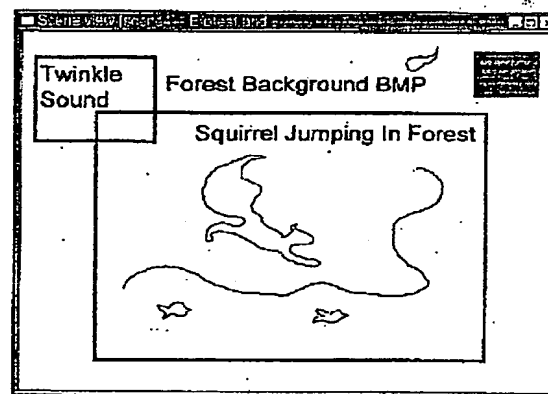 Twinkle
Sound
Forest Background BMP
Squirrel Jumping In Forest